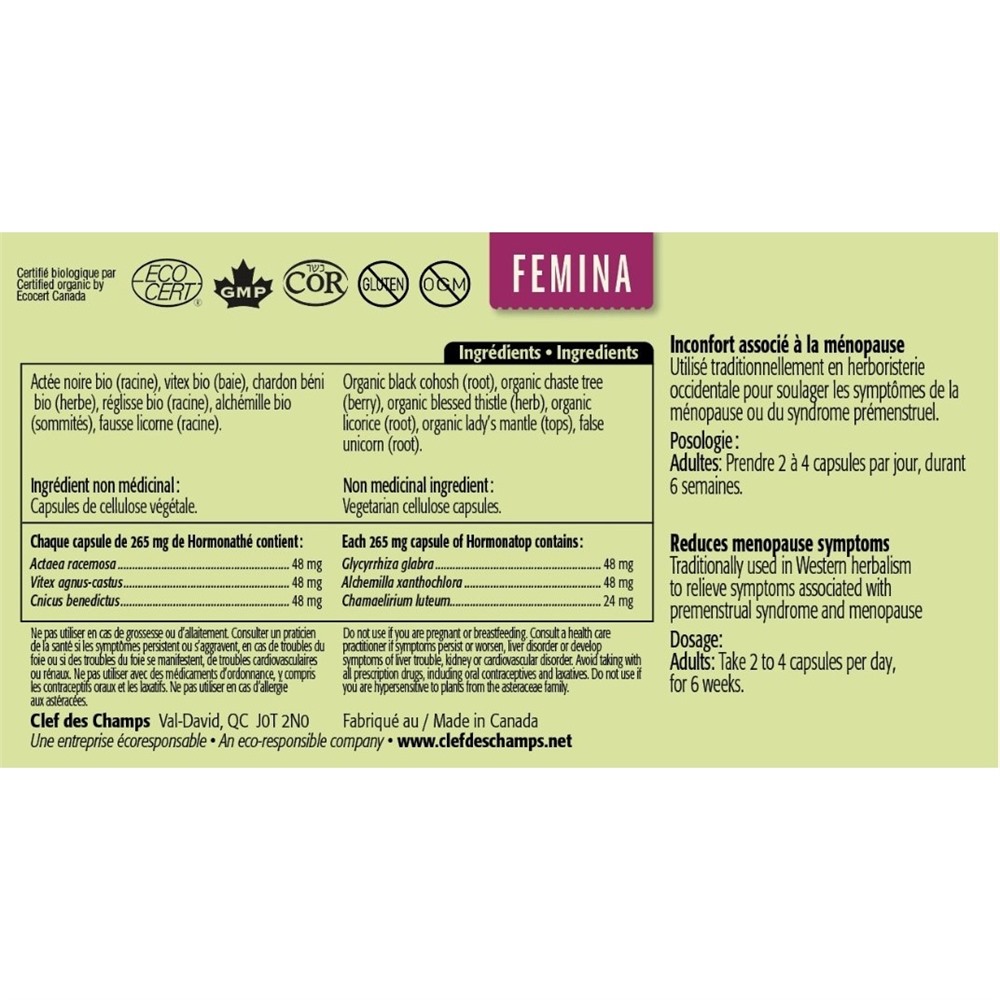 Certifié biologique par
Certified organic by
Ecocert Canada
ECO
CERT
®
GMP
כשר
COR
GLUTEN
OGM
FEMINA
Ingrédients • Ingredients
Actée noire bio (racine), vitex bio (baie), chardon béni
bio (herbe), réglisse bio (racine), alchémille bio
(sommités), fausse licorne (racine).
Ingrédient non médicinal :
Capsules de cellulose végétale.
Organic black cohosh (root), organic chaste tree
(berry), organic blessed thistle (herb), organic
licorice (root), organic lady's mantle (tops), false
unicorn (root).
Non medicinal ingredient :
Vegetarian cellulose capsules.
Chaque capsule de 265 mg de Hormonathé contient :
Actaea racemosa 48 mg
Vitex agnus-castus 48 mg
Cnicus benedictus 48 mg
Each 265 mg capsule of Hormonatop contains :
Glycyrrhiza glabra 48 mg
Alchemilla xanthochlora 48 mg
Chamaelirium luteum 24 mg
Ne pas utiliser en cas de grossesse ou d'allaitement. Consulter un praticien
de la santé si les symptômes persistent ou s'aggravent, en cas de troubles du
foie ou si des troubles du foie se manifestent, de troubles cardiovasculaires
ou rénaux. Ne pas utiliser avec des médicaments d'ordonnance, y compris
les contraceptifs oraux et les laxatifs. Ne pas utiliser en cas d'allergie
aux astéracées.
Do not use if you are pregnant or breastfeeding. Consult a health care
practitioner if symptoms persist or worsen, liver disorder or develop
symptoms of liver trouble, kidney or cardiovascular disorder. Avoid taking with
all prescription drugs, including oral contraceptives and laxatives. Do not use if
you are hypersensitive to plants from the asteraceae family.
Clef des Champs Val-David, QC J0T 2N0 Fabriqué au / Made in Canada
Une entreprise écoresponsable • An eco-responsible company • www.clefdeschamps.net
Inconfort associé à la ménopause
Utilisé traditionnellement en herboristerie
occidentale pour soulager les symptômes de la
ménopause ou du syndrome prémenstruel.
Posologie :
Adultes: Prendre 2 à 4 capsules par jour, durant
6 semaines.
Reduces menopause symptoms
Traditionally used in Western herbalism
to relieve symptoms associated with
premenstrual syndrome and menopause
Dosage:
Adults: Take 2 to 4 capsules per day,
for 6 weeks.